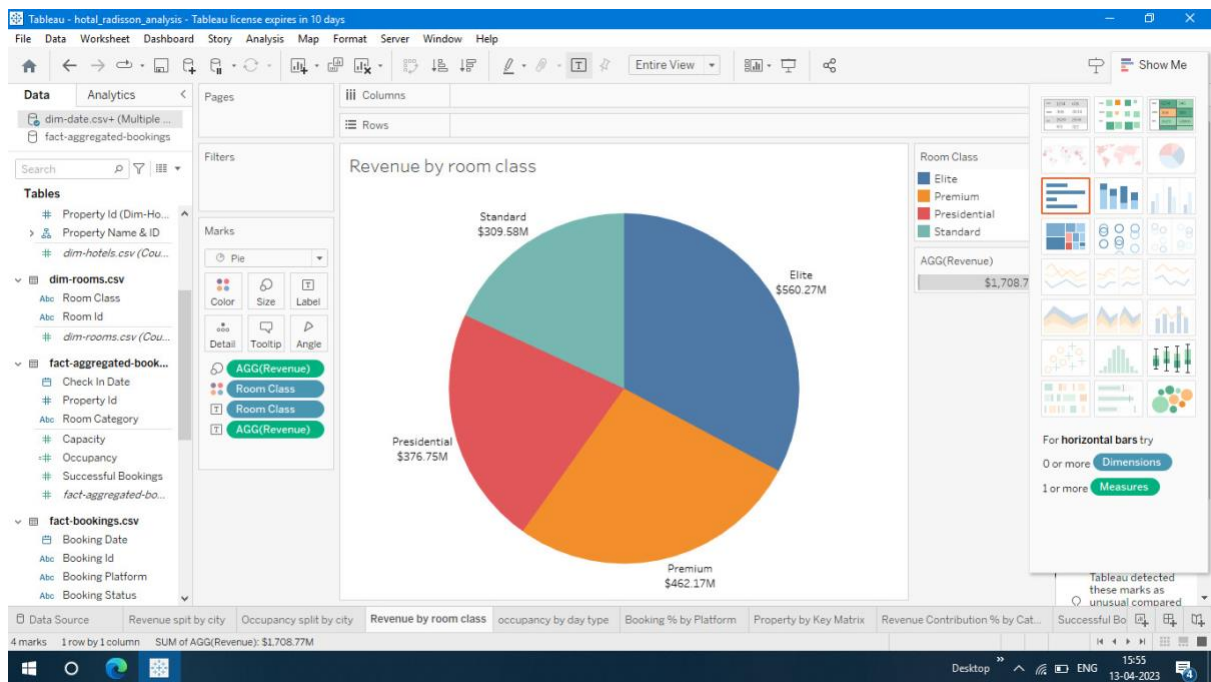 Tableau - hotal_radisson_analysis - Tableau license expires in 10 days
File Data Worksheet Dashboard Story Analysis Map Format Server Window Help
Entire View
Show Me
Data Analytics
dim-date.csv+ (Multiple ...
fact-aggregated-bookings
Search
Tables
# Property Id (Dim-Ho...
Property Name & ID
# dim-hotels.csv (Cou...
dim-rooms.csv
Abc Room Class
Abc Room Id
# dim-rooms.csv (Cou...
fact-aggregated-book...
Check In Date
# Property Id
Abc Room Category
# Capacity
=# Occupancy
# Successful Bookings
# fact-aggregated-bo...
fact-bookings.csv
Booking Date
Abc Booking Id
Abc Booking Platform
Abc Booking Status
Pages
Filters
Marks
Pie
Color Size Label
Detail Tooltip Angle
AGG(Revenue)
Room Class
T Room Class
T AGG(Revenue)
iii Columns
Rows
Revenue by room class
Standard
$309.58M
Elite
$560.27M
Presidential
$376.75M
Premium
$462.17M
Room Class
Elite
Premium
Presidential
Standard
AGG(Revenue)
$1,708.7
For horizontal bars try
0 or more Dimensions
1 or more Measures
Tableau detected
these marks as
unusual compared
Data Source Revenue spit by city Occupancy split by city Revenue by room class occupancy by day type Booking % by Platform Property by Key Matrix Revenue Contribution % by Cat... Successful Bo
4 marks 1 row by 1 column SUM of AGG(Revenue): $1,708.77M
Desktop » ENG 15:55
13-04-2023
4